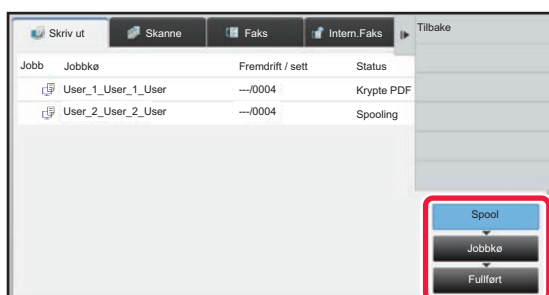 Skriv ut Skanne Faks Intern.Faks Tilbake
Jobb Jobbkø Fremdrift / sett Status
User_1_User_1_User ---/0004 Krypte PDF
User_2_User_2_User ---/0004 Spooling
Spool
Jobbkø
Fullført